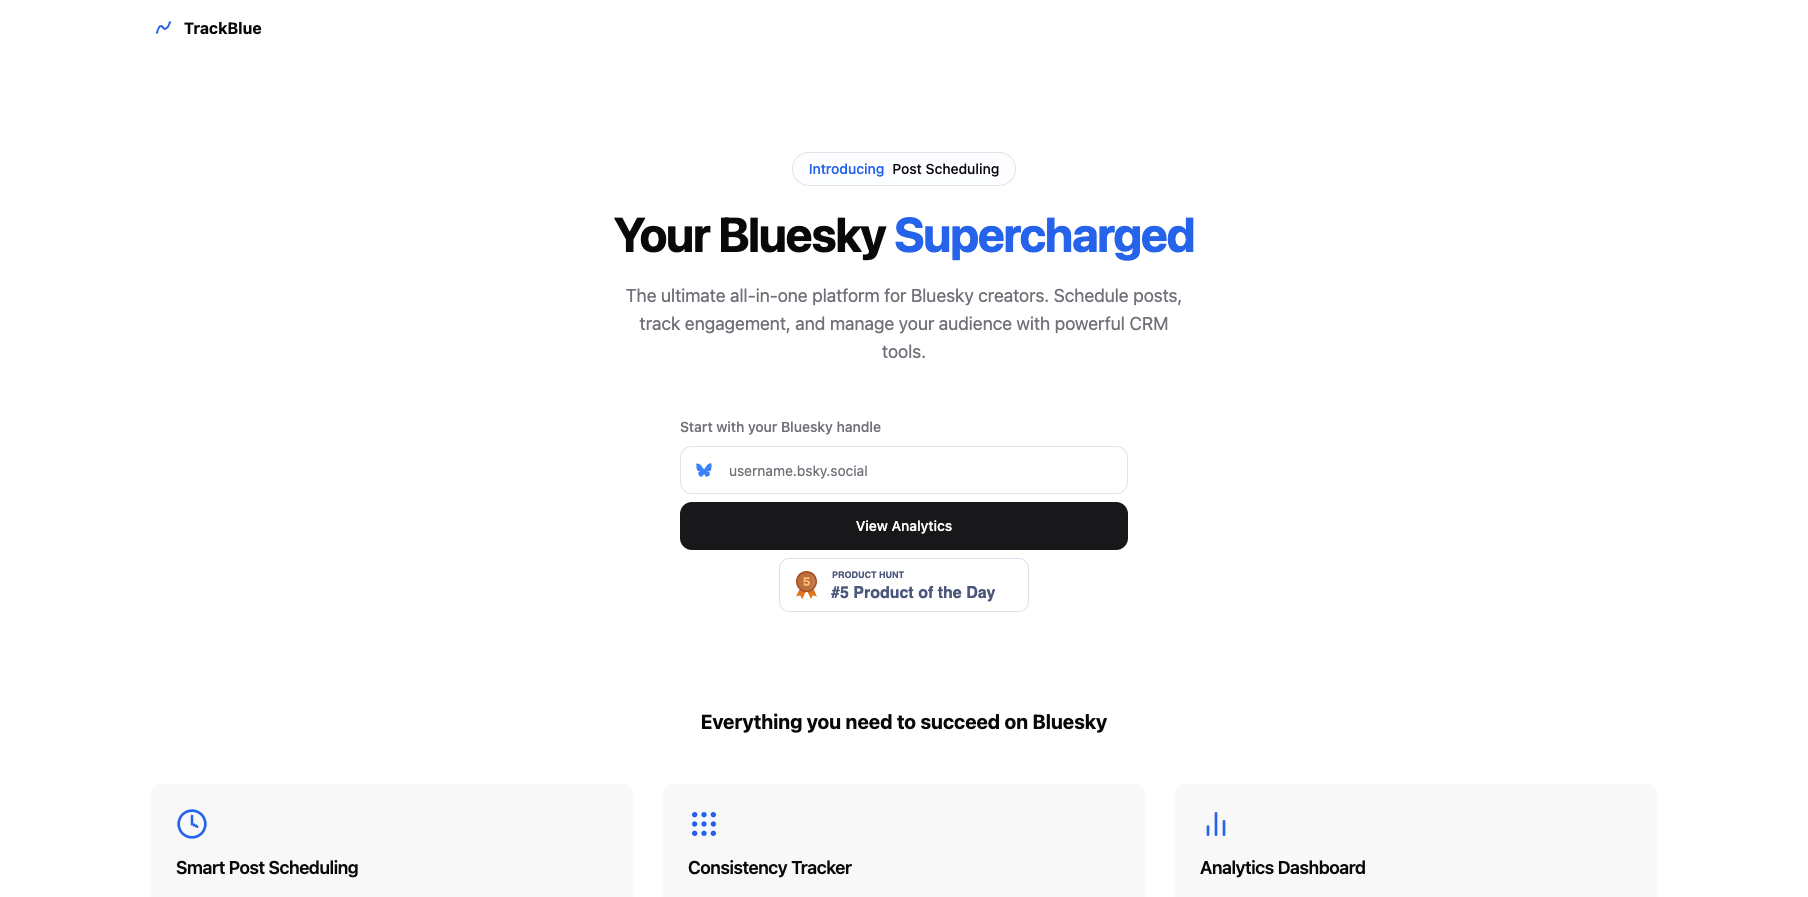 TrackBlue
Introducing Post Scheduling
Your Bluesky Supercharged
The ultimate all-in-one platform for Bluesky creators. Schedule posts,
track engagement, and manage your audience with powerful CRM
tools.
Start with your Bluesky handle
username.bsky.social
View Analytics
5
PRODUCT HUNT
#5 Product of the Day
Everything you need to succeed on Bluesky
Smart Post Scheduling
Consistency Tracker
Analytics Dashboard